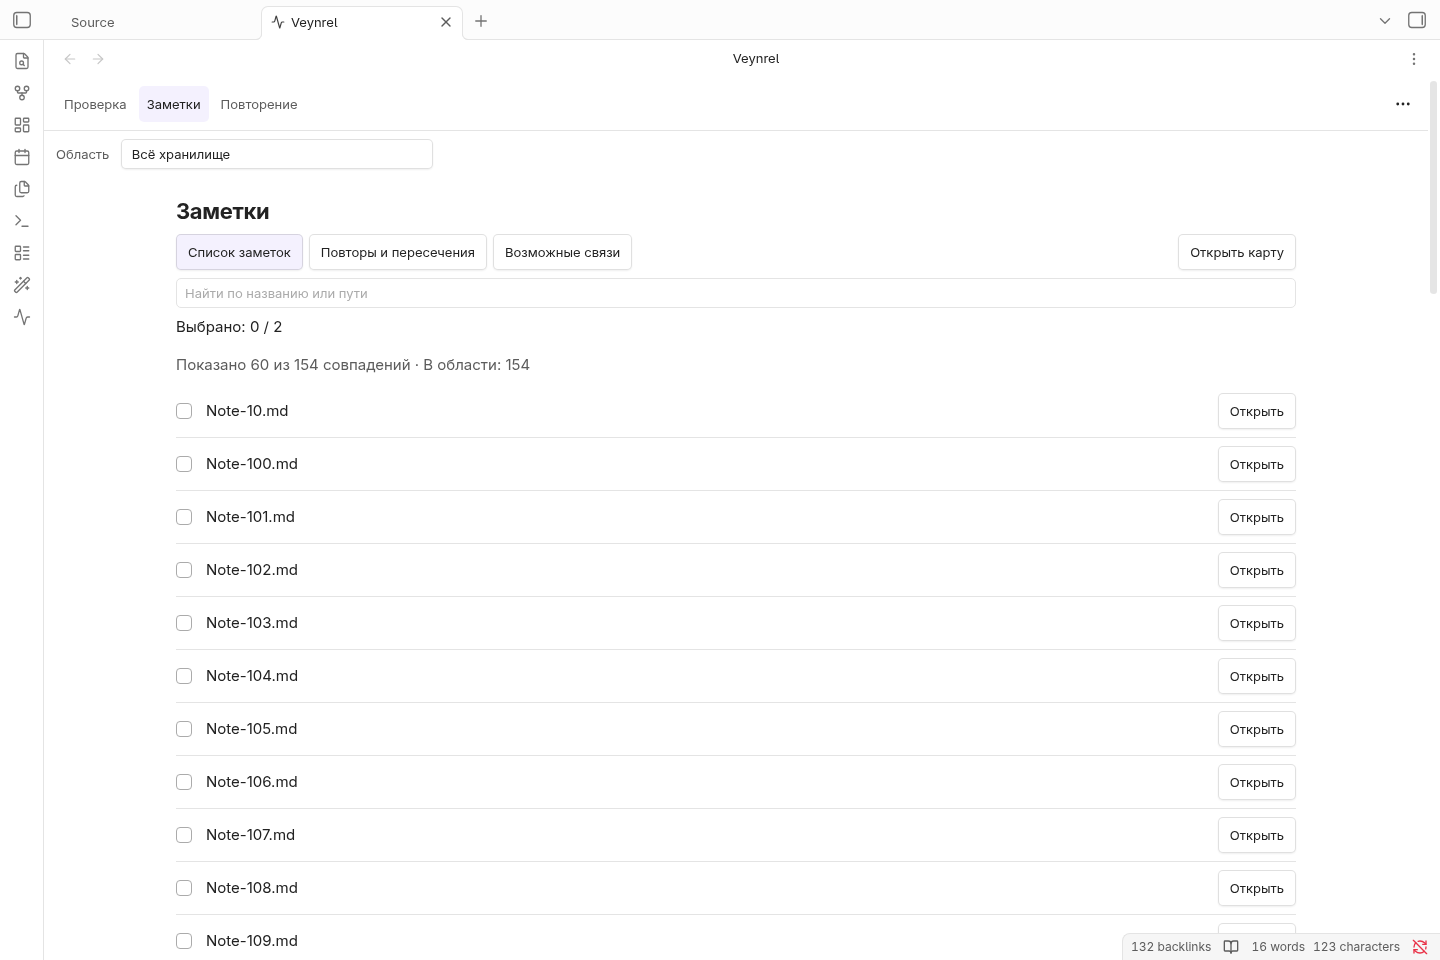 Source
Veynrel
Veynrel
Проверка Заметки Повторение
Область Всё хранилище
Заметки
Список заметок Повторы и пересечения Возможные связи Открыть карту
Найти по названию или пути
Выбрано: 0 / 2
Показано 60 из 154 совпадений · В области: 154
Note-10.md Открыть
Note-100.md Открыть
Note-101.md Открыть
Note-102.md Открыть
Note-103.md Открыть
Note-104.md Открыть
Note-105.md Открыть
Note-106.md Открыть
Note-107.md Открыть
Note-108.md Открыть
Note-109.md
132 backlinks 16 words 123 characters